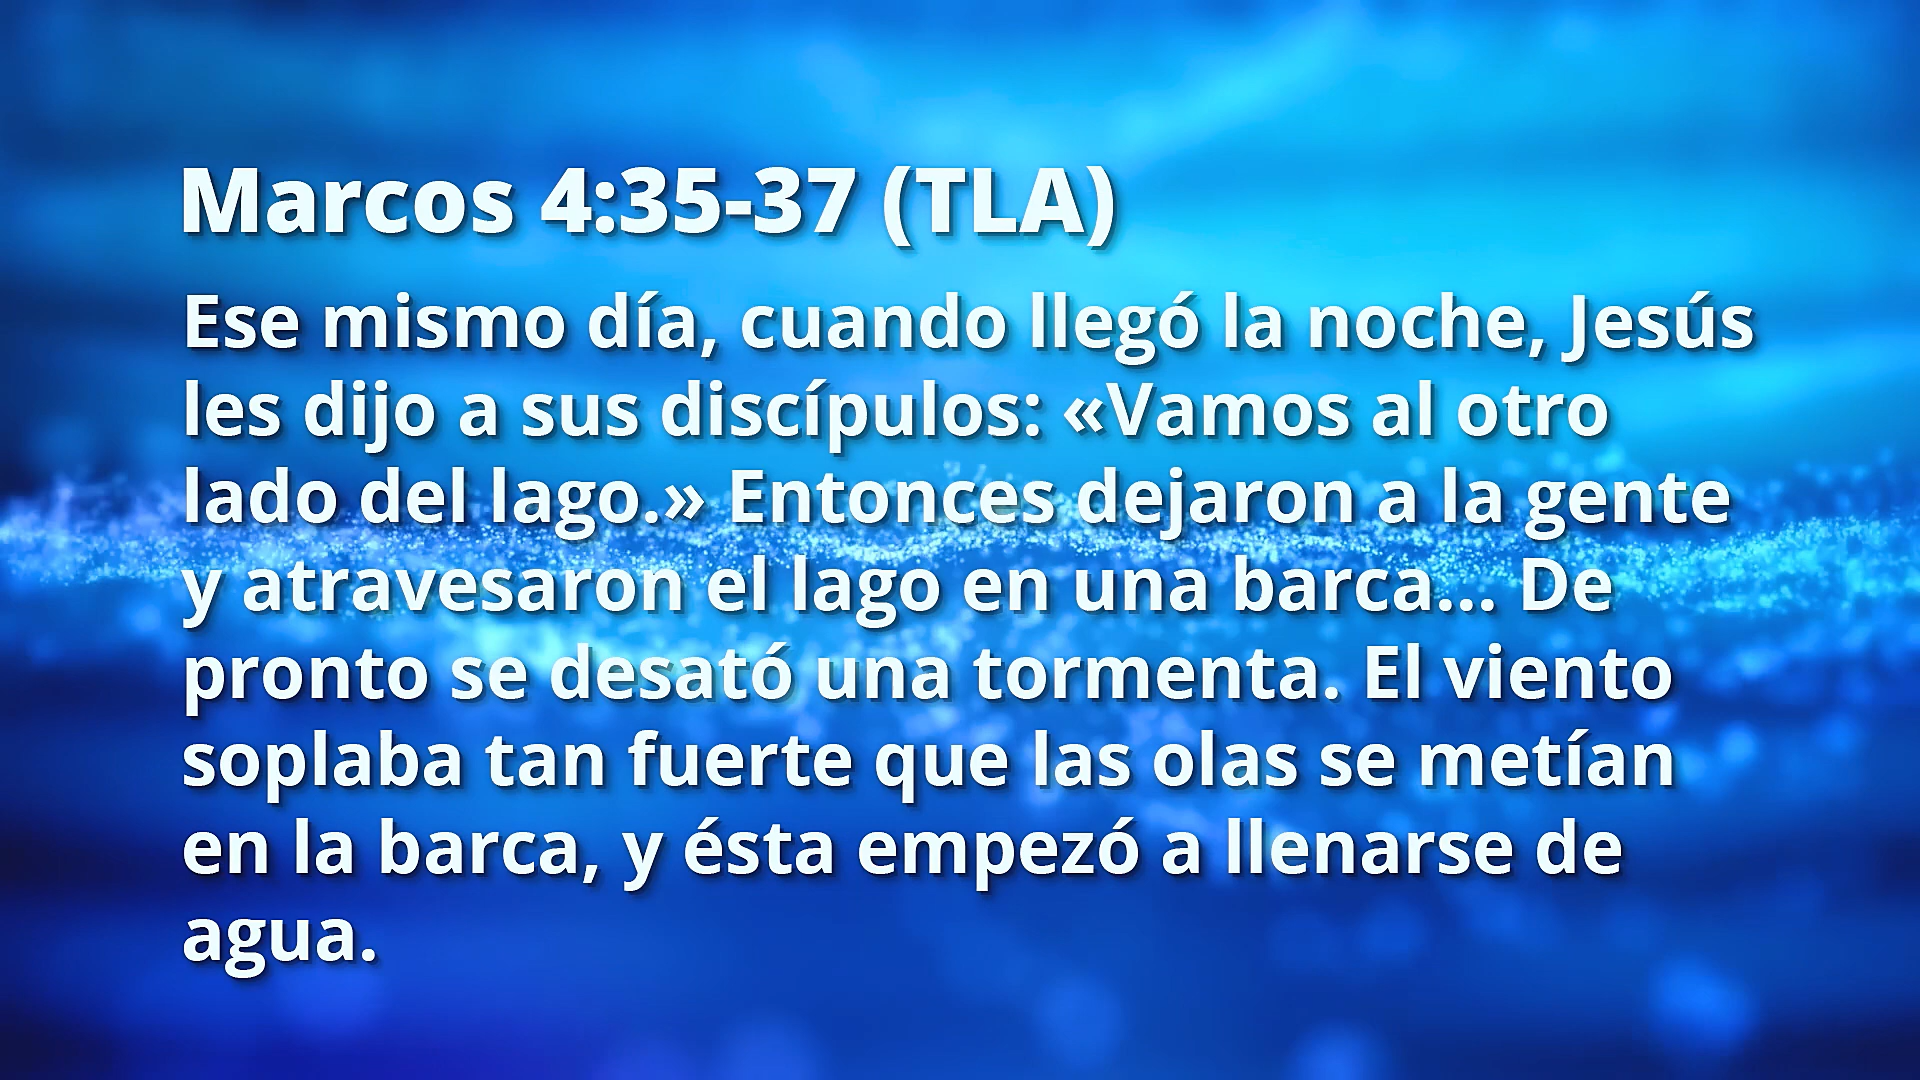 Marcos 4:35-37 (TLA)
Ese mismo día, cuando llegó la noche, Jesús
les dijo a sus discípulos: «Vamos al otro
lado del lago.» Entonces dejaron a la gente
y atravesaron el lago en una barca... De
pronto se desató una tormenta. El viento
soplaba tan fuerte que las olas se metían
en la barca, y ésta empezó a llenarse de
agua.